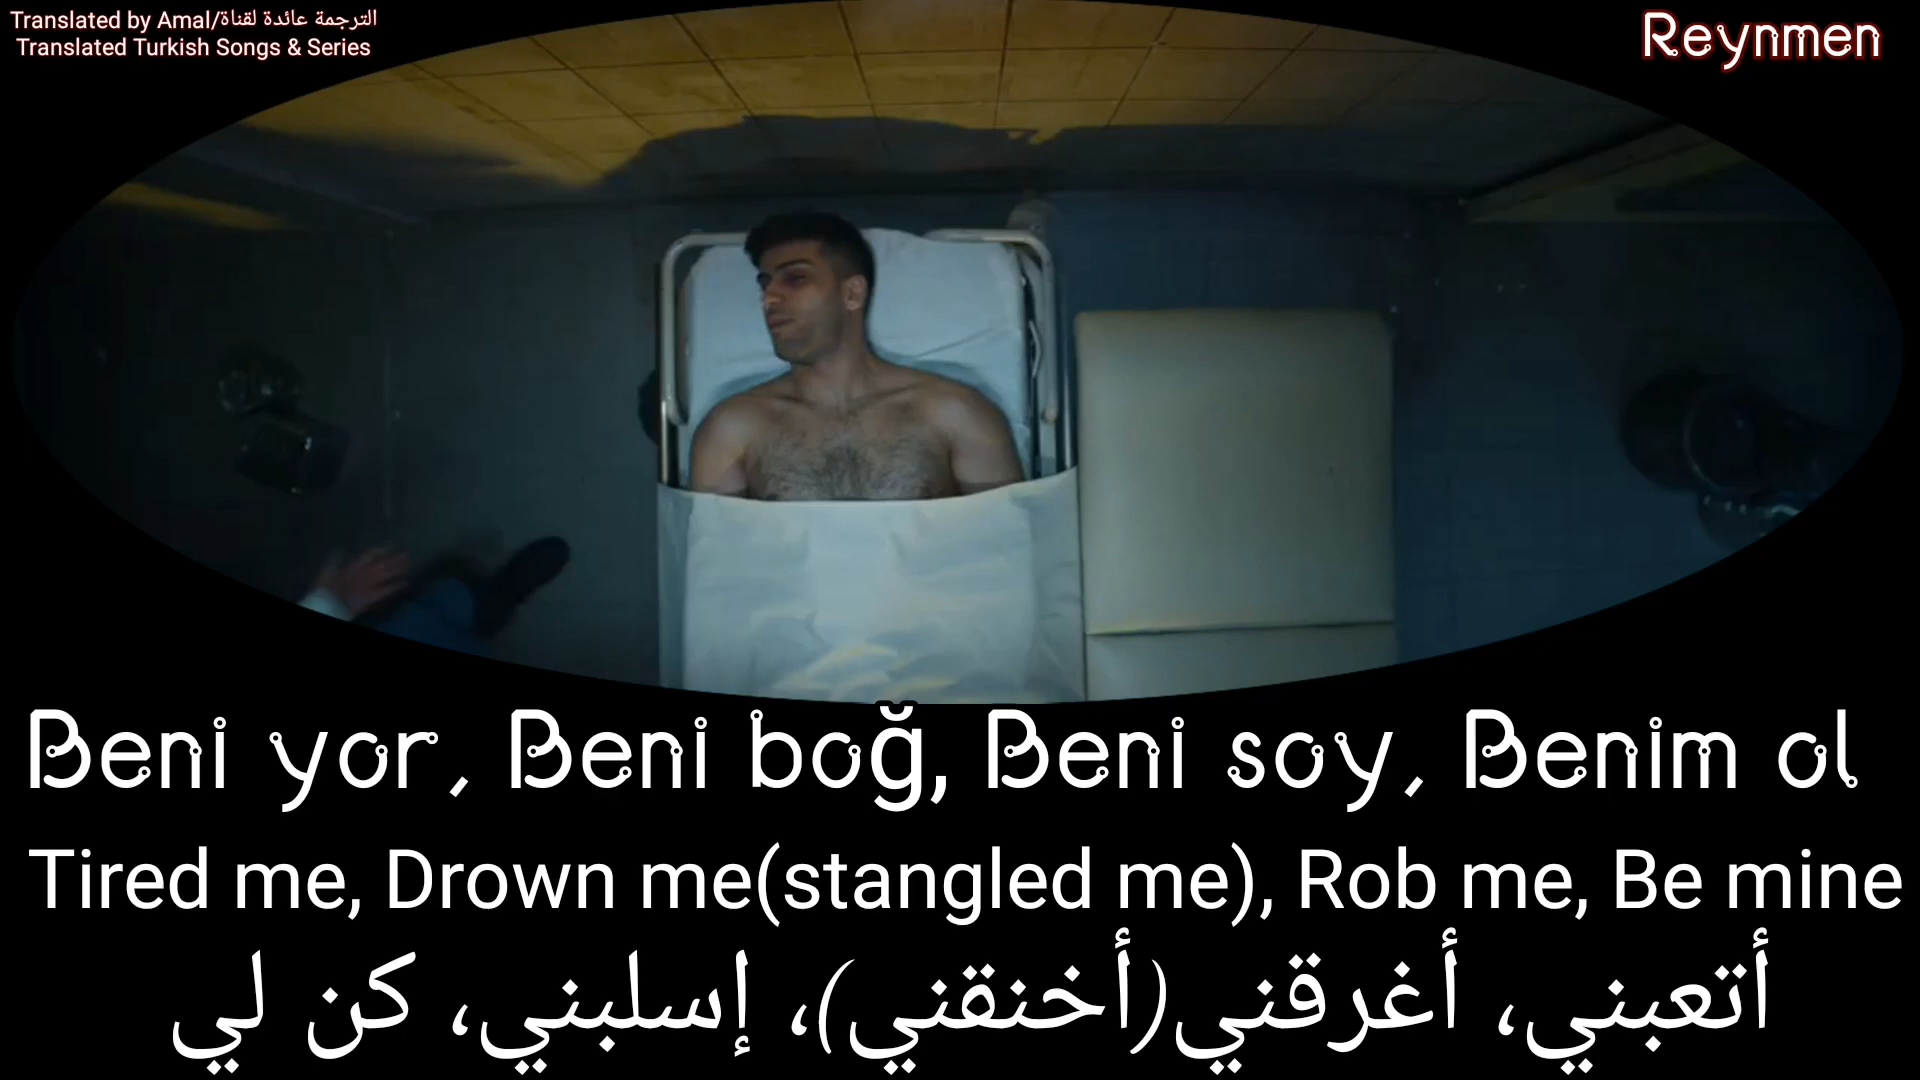 Translated by Amal/الترجمة عائدة لقناة
Translated Turkish Songs & Series
Reynmen
Beni yor, Beni boğ, Beni soy, Benim ol
Tired me, Drown me(stangled me), Rob me, Be mine
أتعبني، أغرقني(أخنقني)، إسلبني، كن لي